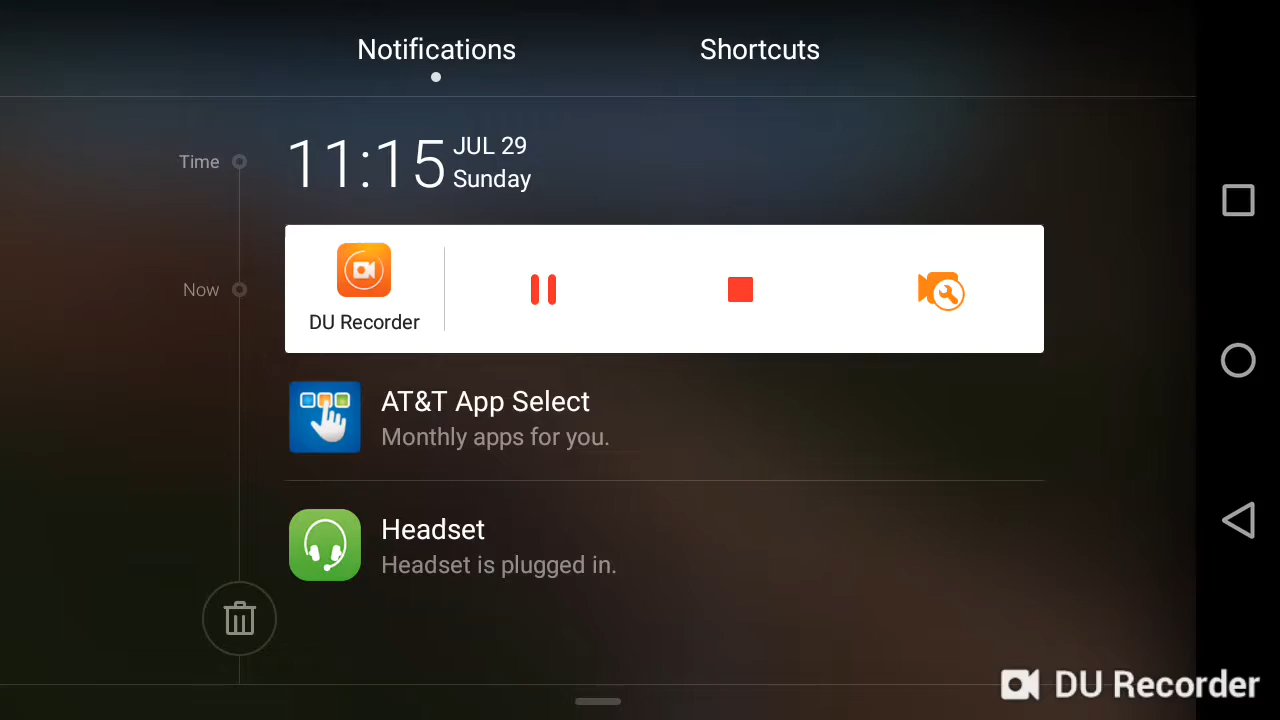 Notifications
Shortcuts
Time
11:15
JUL 29
Sunday
Now
DU Recorder
AT&T App Select
Monthly apps for you.
Headset
Headset is plugged in.
DU Recorder